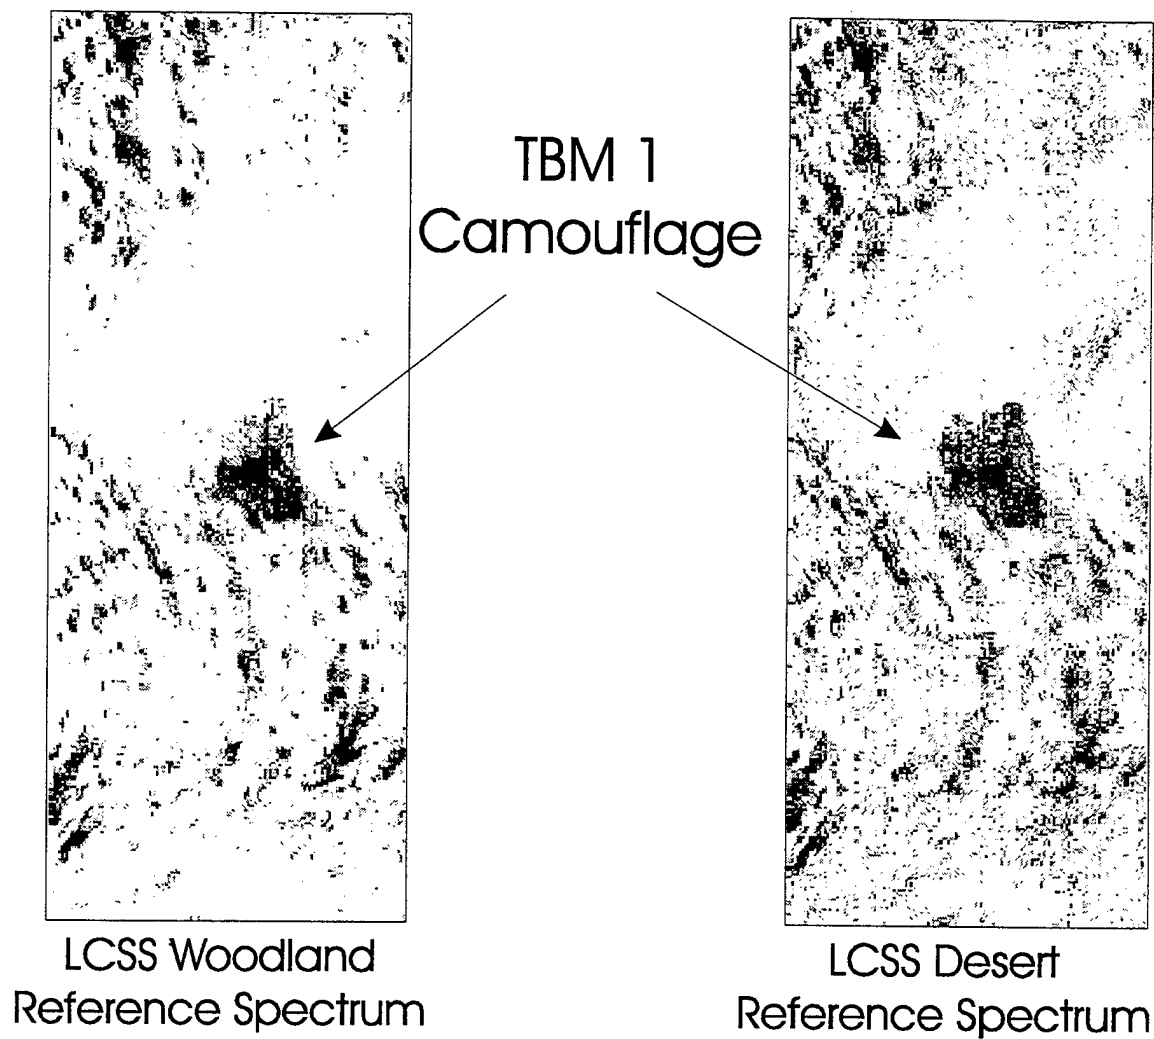 TBM 1
Camouflage
LCSS Woodland
Reference Spectrum
LCSS Desert
Reference Spectrum